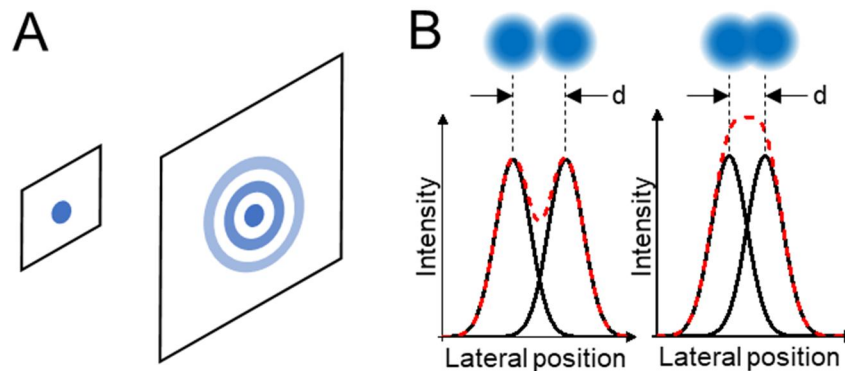 A
B
d
d
Intensity
Intensity
Lateral position
Lateral position